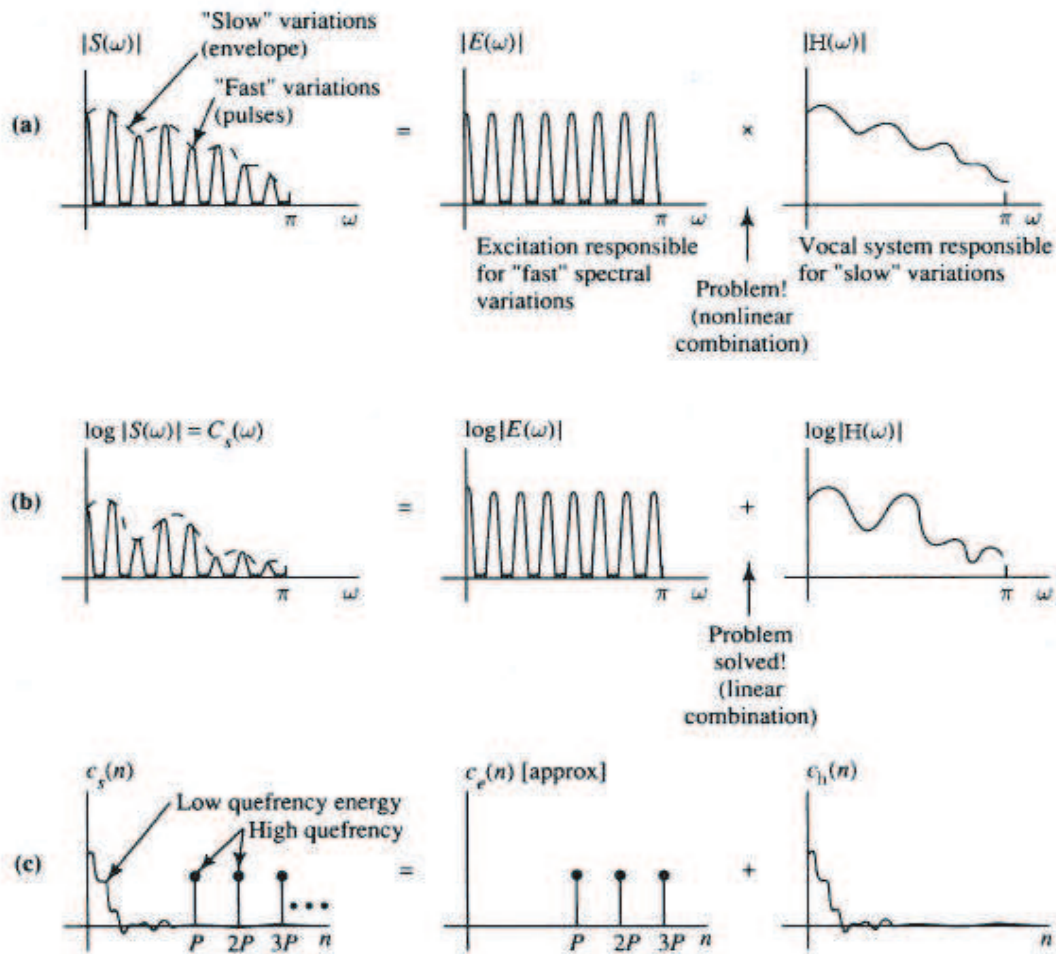 |S(ω)|
"Slow" variations
(envelope)
"Fast" variations
(pulses)
|E(ω)|
|H(ω)|
(a)
=
×
π
ω
π
ω
π
ω
Excitation responsible
for "fast" spectral
variations
Problem!
(nonlinear
combination)
Vocal system responsible
for "slow" variations
log |S(ω)| = C_s(ω)
log|E(ω)|
log|H(ω)|
(b)
=
+
π
ω
π
ω
π
ω
Problem
solved!
(linear
combination)
c_s(n)
c_e(n) [approx]
c_h(n)
Low quefrency energy
High quefrency
(c)
=
+
P 2P 3P n
P 2P 3P n
n